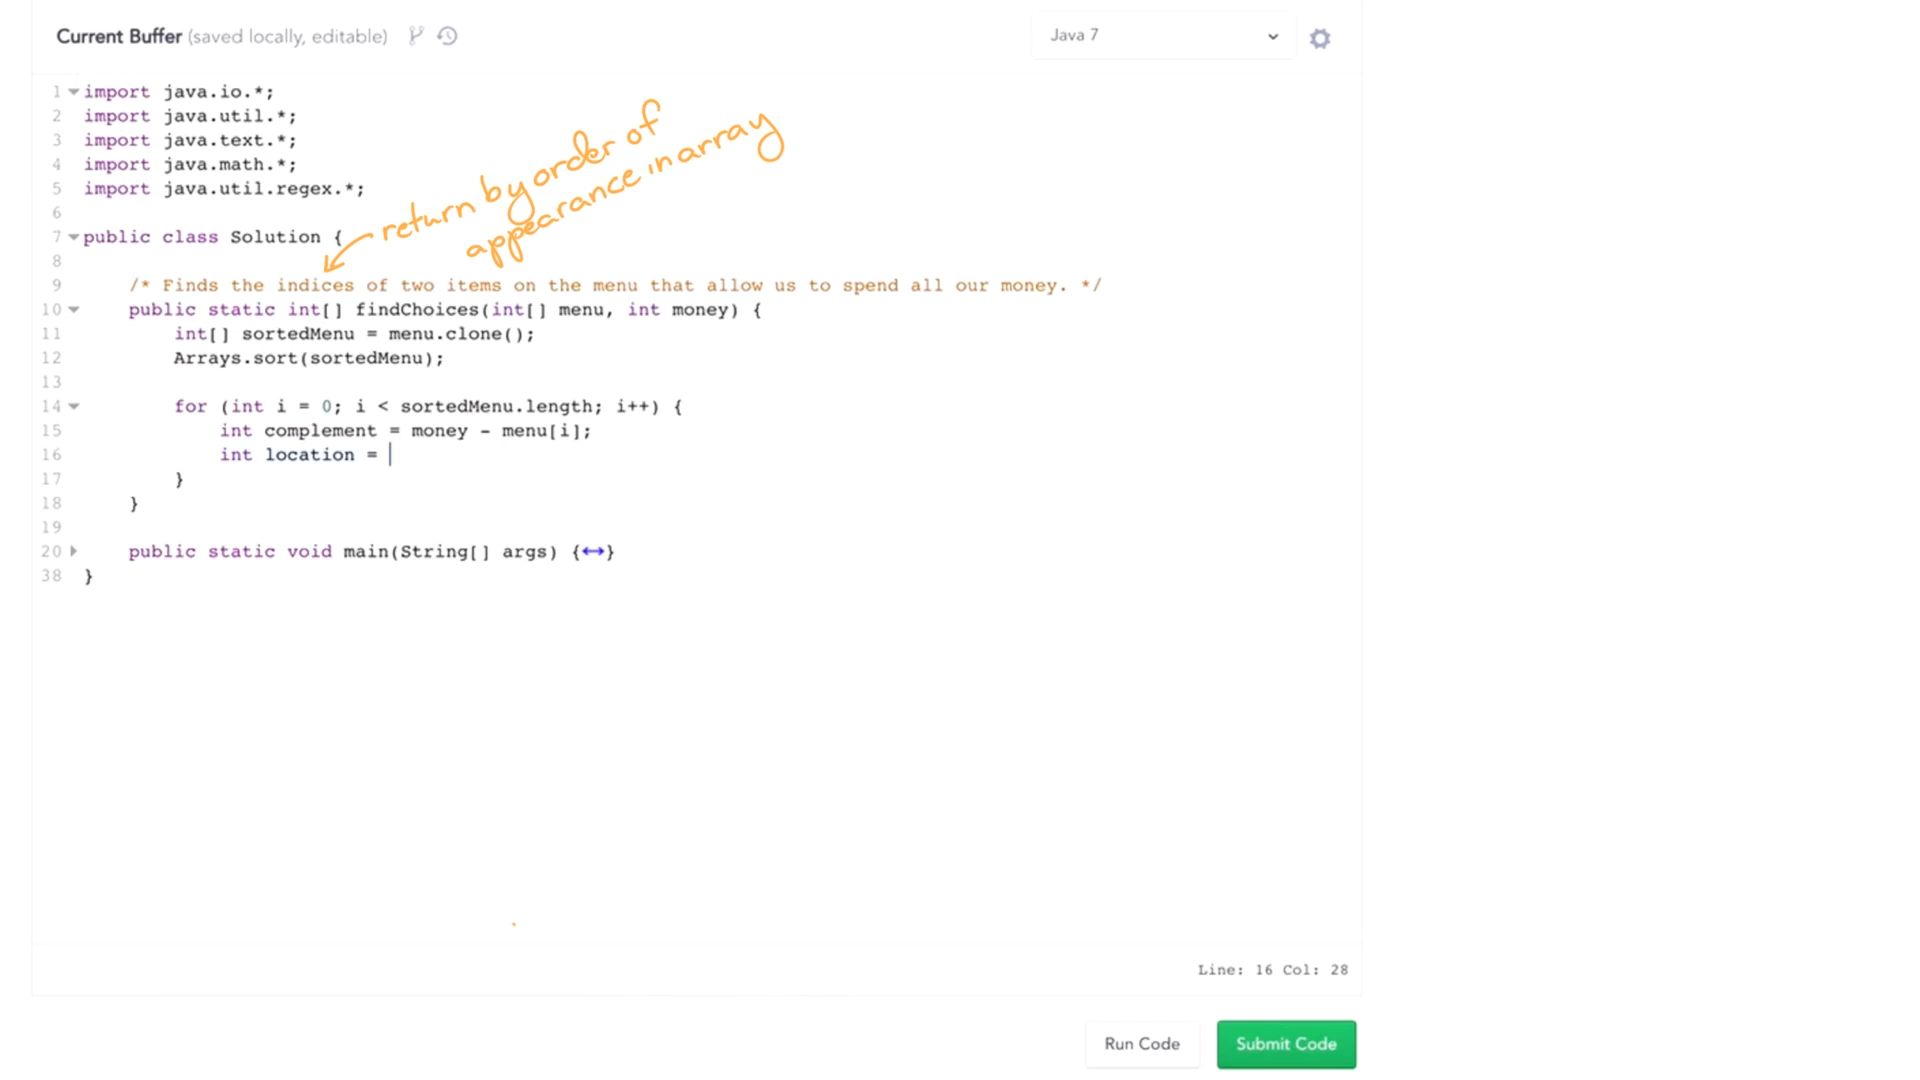 Current Buffer (saved locally, editable)
Java 7
1 import java.io.*;
2 import java.util.*;
3 import java.text.*;
4 import java.math.*;
5 import java.util.regex.*;
6
7 public class Solution {
8
return by order of
appearance in array
9 /* Finds the indices of two items on the menu that allow us to spend all our money. */
10 public static int[] findChoices(int[] menu, int money) {
11 int[] sortedMenu = menu.clone();
12 Arrays.sort(sortedMenu);
13
14 for (int i = 0; i < sortedMenu.length; i++) {
15 int complement = money - menu[i];
16 int location =
17 }
18 }
19
20 public static void main(String[] args) {↔}
38 }
Line: 16 Col: 28
Run Code
Submit Code